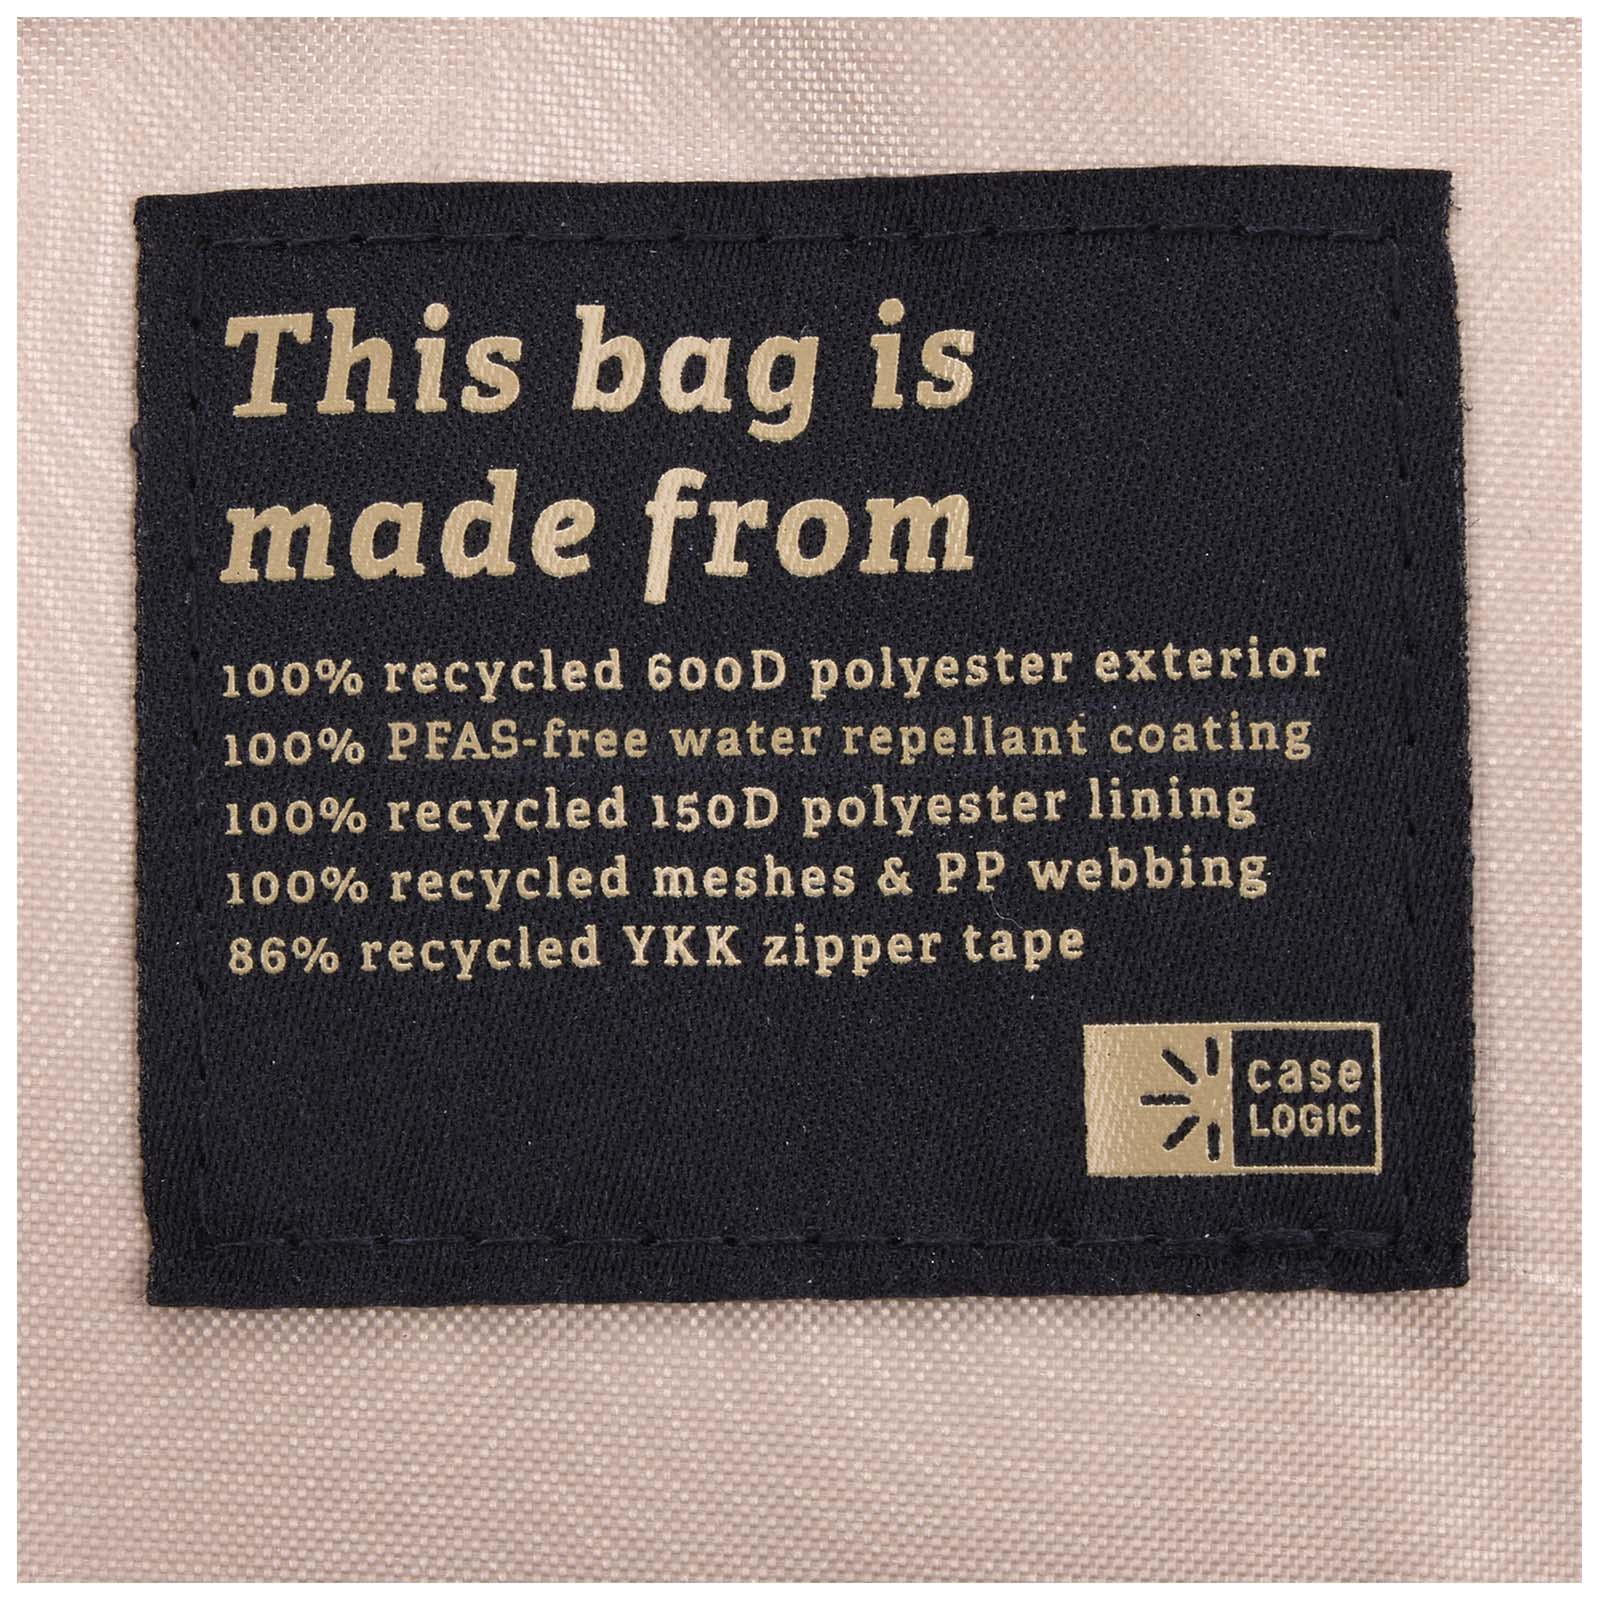 This bag is
made from
100% recycled 600D polyester exterior
100% PFAS-free water repellant coating
100% recycled 150D polyester lining
100% recycled meshes & PP webbing
86% recycled YKK zipper tape
case
LOGIC